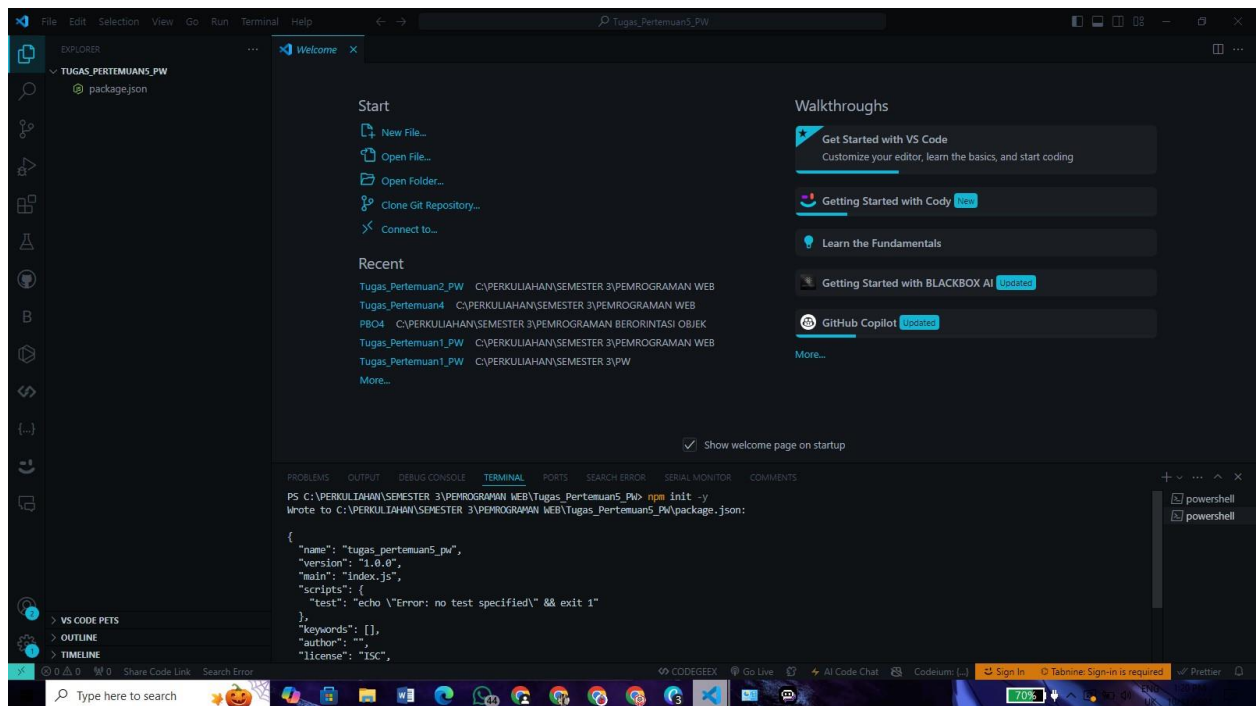 File Edit Selection View Go Run Terminal Help
Tugas_Pertemuan5_PW
EXPLORER
TUGAS_PERTEMUAN5_PW
package.json
Welcome
Start
New File...
Open File...
Open Folder...
Clone Git Repository...
Connect to...
Recent
Tugas_Pertemuan2_PW C:\PERKULIAHAN\SEMESTER 3\PEMROGRAMAN WEB
Tugas_Pertemuan4 C:\PERKULIAHAN\SEMESTER 3\PEMROGRAMAN WEB
PBO4 C:\PERKULIAHAN\SEMESTER 3\PEMROGRAMAN BERORINTASI OBJEK
Tugas_Pertemuan1_PW C:\PERKULIAHAN\SEMESTER 3\PEMROGRAMAN WEB
Tugas_Pertemuan1_PW C:\PERKULIAHAN\SEMESTER 3\PW
More...
Walkthroughs
Get Started with VS Code
Customize your editor, learn the basics, and start coding
Getting Started with Cody New
Learn the Fundamentals
Getting Started with BLACKBOX AI Updated
GitHub Copilot Updated
More...
Show welcome page on startup
PROBLEMS OUTPUT DEBUG CONSOLE TERMINAL PORTS SEARCH ERROR SERIAL MONITOR COMMENTS
PS C:\PERKULIAHAN\SEMESTER 3\PEMROGRAMAN WEB\Tugas_Pertemuan5_PW> npm init -y
Wrote to C:\PERKULIAHAN\SEMESTER 3\PEMROGRAMAN WEB\Tugas_Pertemuan5_PW\package.json:
{
"name": "tugas_pertemuan5_pw",
"version": "1.0.0",
"main": "index.js",
"scripts": {
"test": "echo \"Error: no test specified\" && exit 1"
},
"keywords": [],
"author": "",
"license": "ISC",
powershell
powershell
VS CODE PETS
OUTLINE
TIMELINE
0 0 0 Share Code Link Search Error
CODEGEEX Go Live AI Code Chat Codeium: {...} Sign In Tabnine: Sign-in is required Prettier
Type here to search
70%